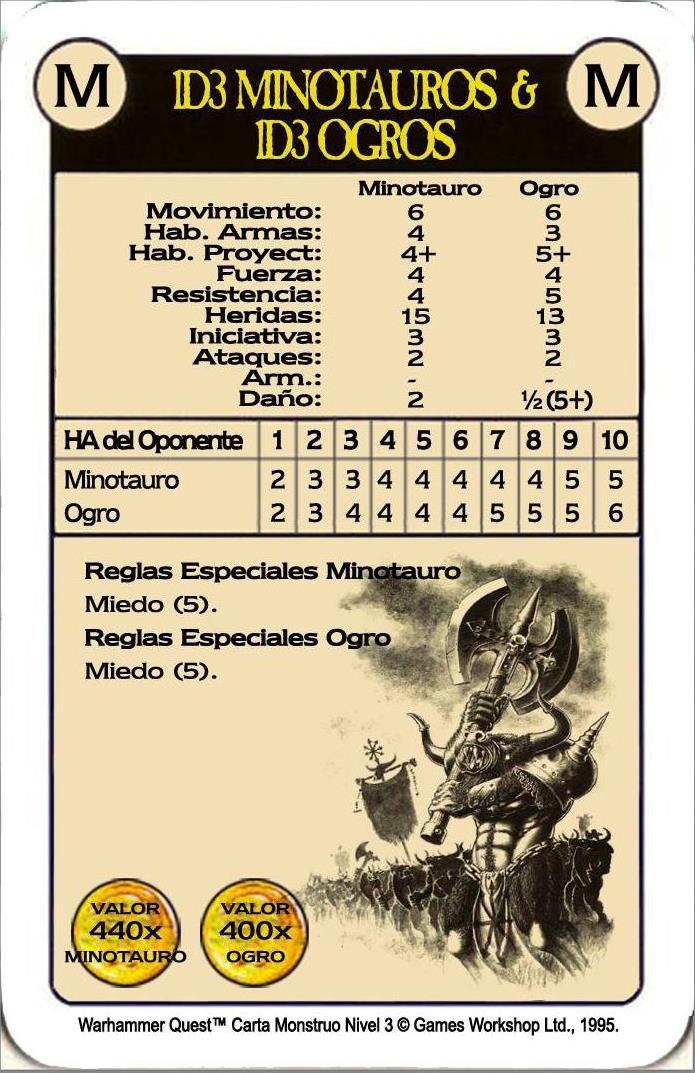 M 1D3 MINOTAUROS & M
1D3 OGROS
Minotauro Ogro
Movimiento: 6 6
Hab. Armas: 4 3
Hab. Proyect: 4+ 5+
Fuerza: 4 4
Resistencia: 4 5
Heridas: 15 13
Iniciativa: 3 3
Ataques: 2 2
Arm.: - -
Daño: 2 ½ (5+)
HA del Oponente 1 2 3 4 5 6 7 8 9 10
Minotauro 2 3 3 4 4 4 4 4 5 5
Ogro 2 3 4 4 4 4 5 5 5 6
Reglas Especiales Minotauro
Miedo (5).
Reglas Especiales Ogro
Miedo (5).
VALOR
440x
MINOTAURO
VALOR
400x
OGRO
Warhammer Quest™ Carta Monstruo Nivel 3 © Games Workshop Ltd., 1995.